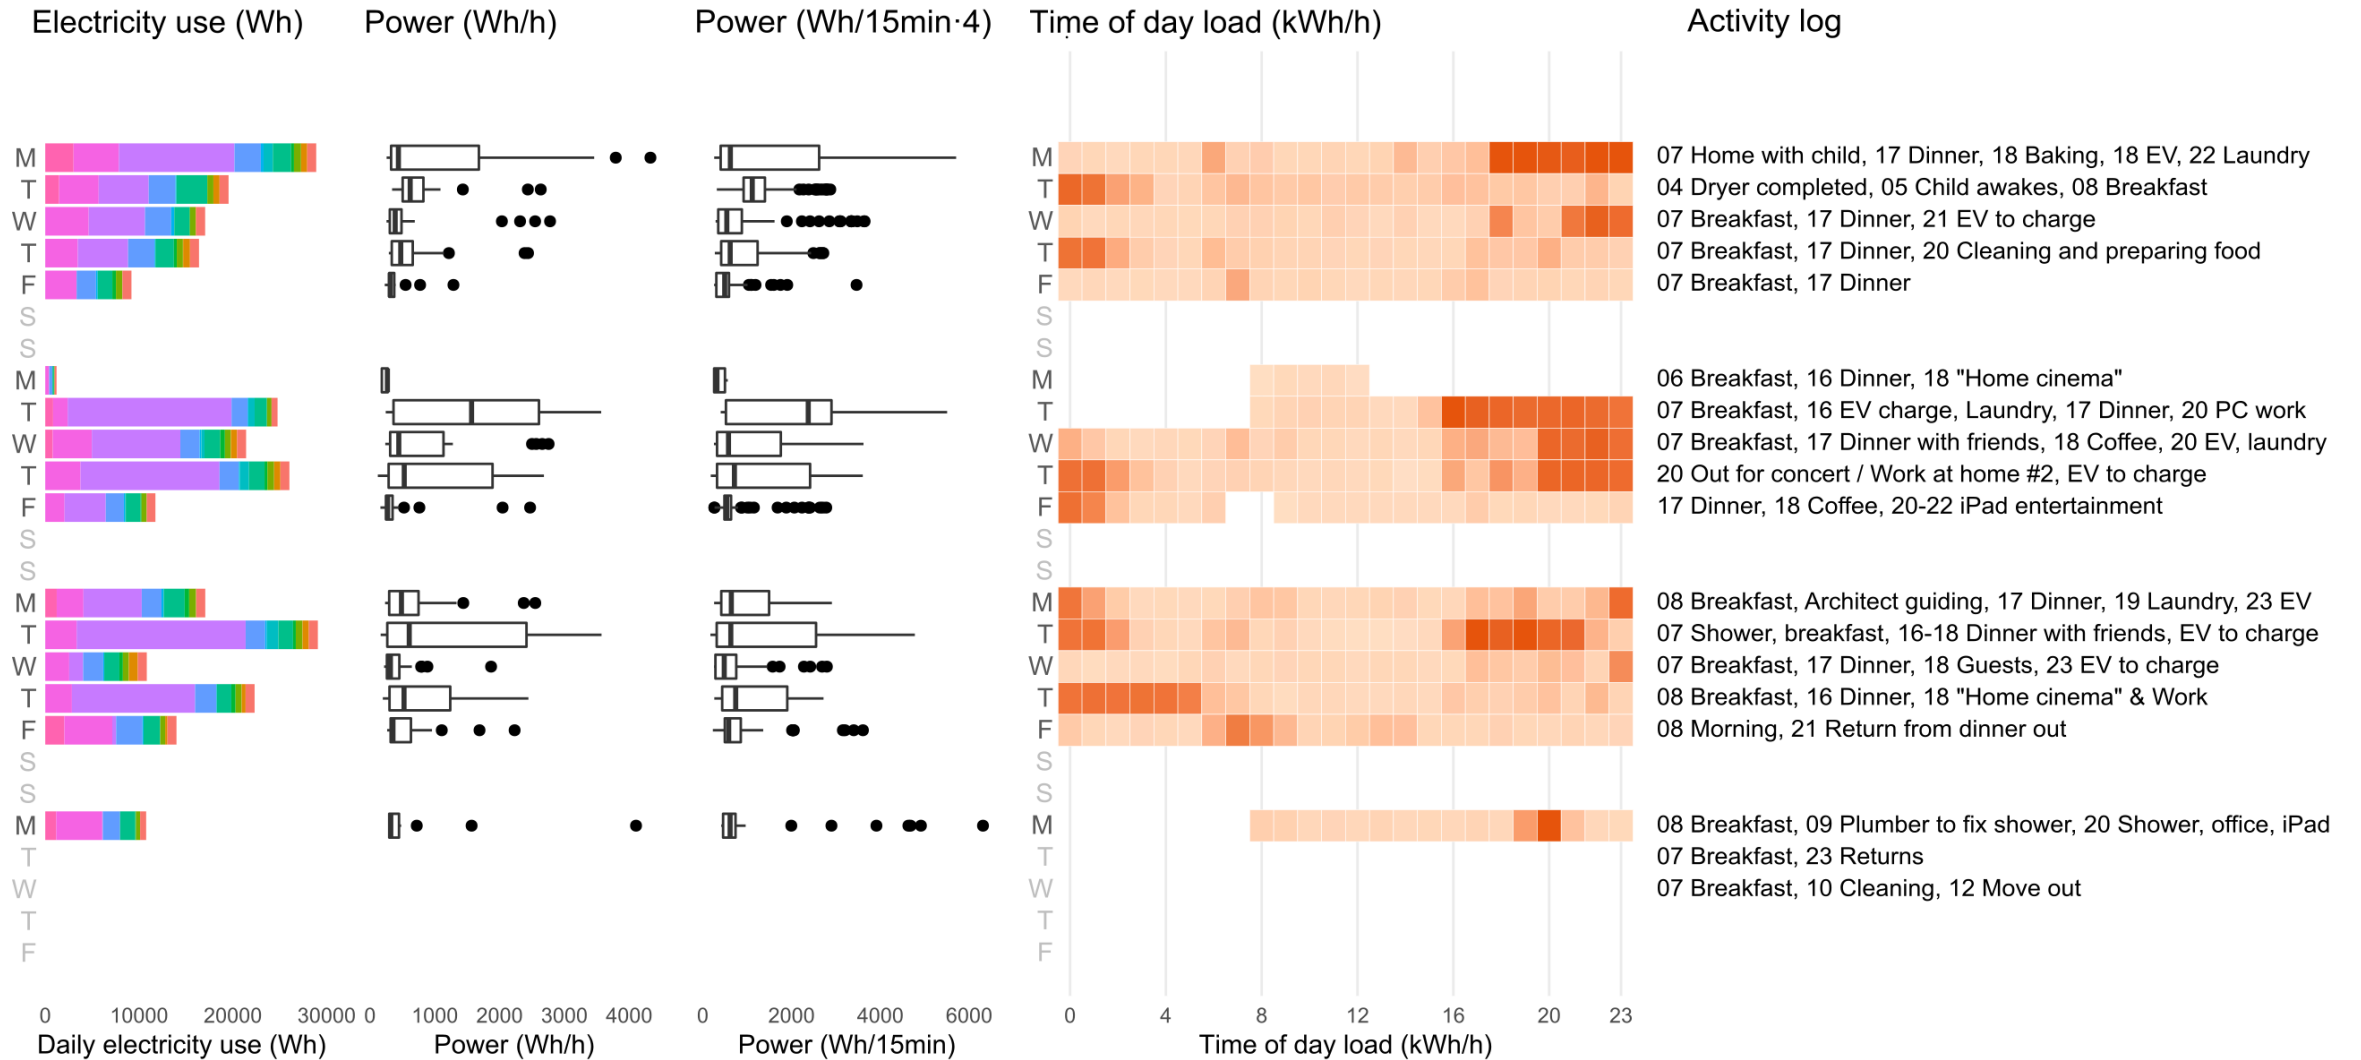 Electricity use (Wh) Power (Wh/h) Power (Wh/15min·4) Time of day load (kWh/h) Activity log
M M 07 Home with child, 17 Dinner, 18 Baking, 18 EV, 22 Laundry
T T 04 Dryer completed, 05 Child awakes, 08 Breakfast
W W 07 Breakfast, 17 Dinner, 21 EV to charge
T T 07 Breakfast, 17 Dinner, 20 Cleaning and preparing food
F F 07 Breakfast, 17 Dinner
S S
S S
M M 06 Breakfast, 16 Dinner, 18 "Home cinema"
T T 07 Breakfast, 16 EV charge, Laundry, 17 Dinner, 20 PC work
W W 07 Breakfast, 17 Dinner with friends, 18 Coffee, 20 EV, laundry
T T 20 Out for concert / Work at home #2, EV to charge
F F 17 Dinner, 18 Coffee, 20-22 iPad entertainment
S S
S S
M M 08 Breakfast, Architect guiding, 17 Dinner, 19 Laundry, 23 EV
T T 07 Shower, breakfast, 16-18 Dinner with friends, EV to charge
W W 07 Breakfast, 17 Dinner, 18 Guests, 23 EV to charge
T T 08 Breakfast, 16 Dinner, 18 "Home cinema" & Work
F F 08 Morning, 21 Return from dinner out
S S
S S
M M 08 Breakfast, 09 Plumber to fix shower, 20 Shower, office, iPad
T T 07 Breakfast, 23 Returns
W W 07 Breakfast, 10 Cleaning, 12 Move out
T T
F F
0 10000 20000 30000 0 1000 2000 3000 4000 0 2000 4000 6000 0 4 8 12 16 20 23
Daily electricity use (Wh) Power (Wh/h) Power (Wh/15min) Time of day load (kWh/h)